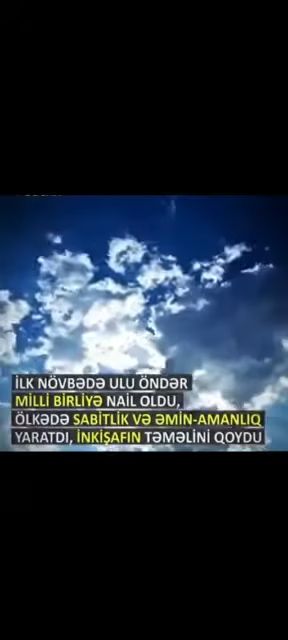 İLK NÖVBƏDƏ ULU ÖNDƏR
MİLLİ BİRLİYƏ NAİL OLDU,
ÖLKƏDƏ SABİTLİK VƏ ƏMİN-AMANLIQ
YARATDI, İNKİŞAFIN TƏMƏLİNİ QOYDU